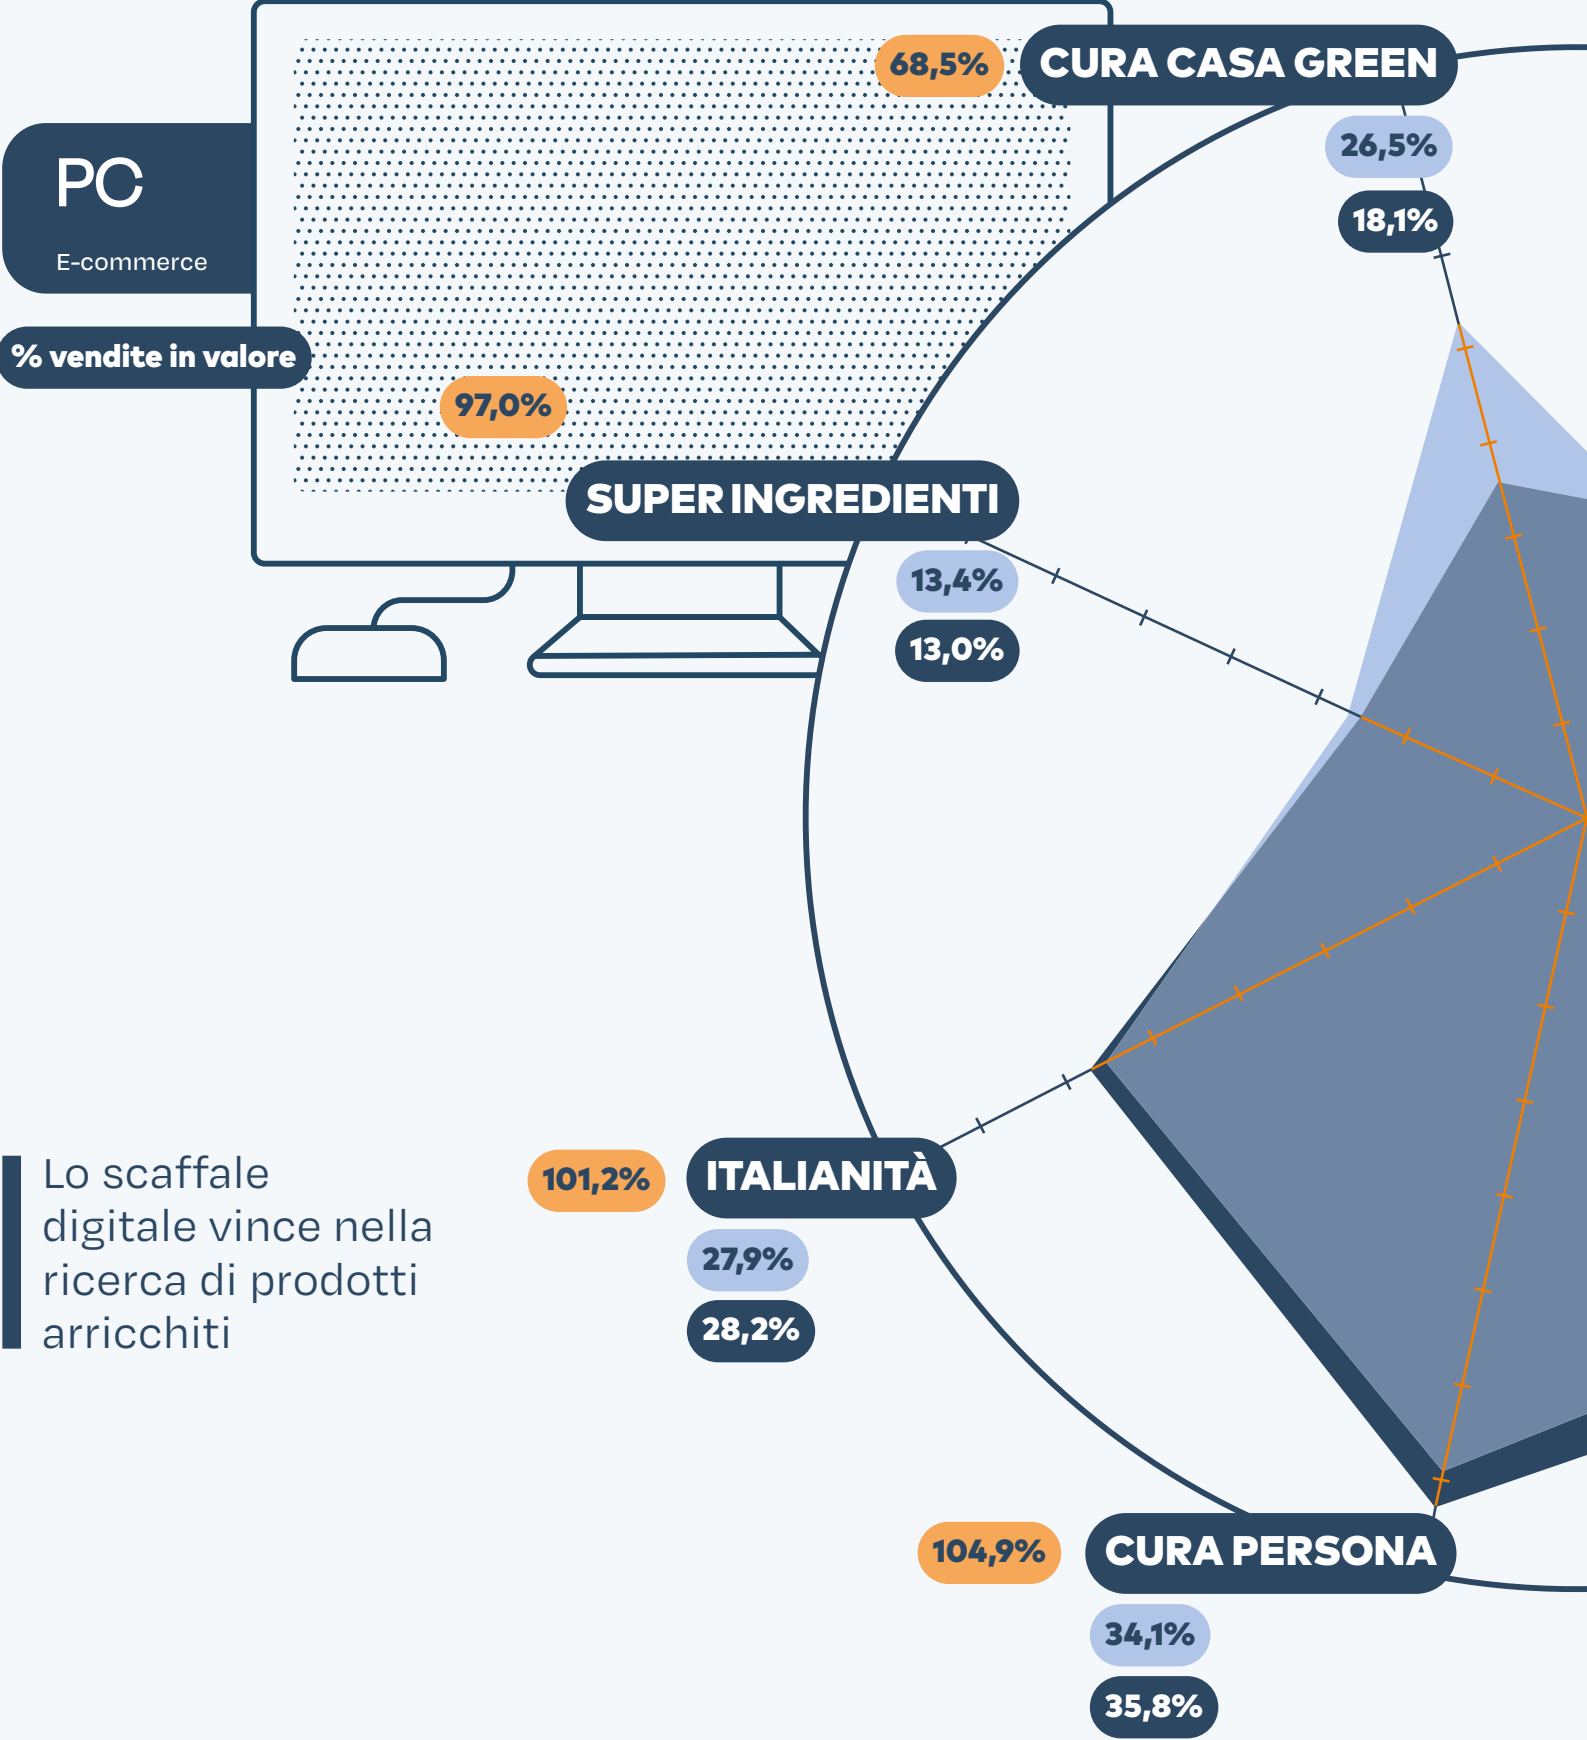 68,5%
CURA CASA GREEN
26,5%
18,1%
PC
E-commerce
% vendite in valore
97,0%
SUPER INGREDIENTI
13,4%
13,0%
101,2%
ITALIANITÀ
27,9%
28,2%
Lo scaffale
digitale vince nella
ricerca di prodotti
arricchiti
104,9%
CURA PERSONA
34,1%
35,8%